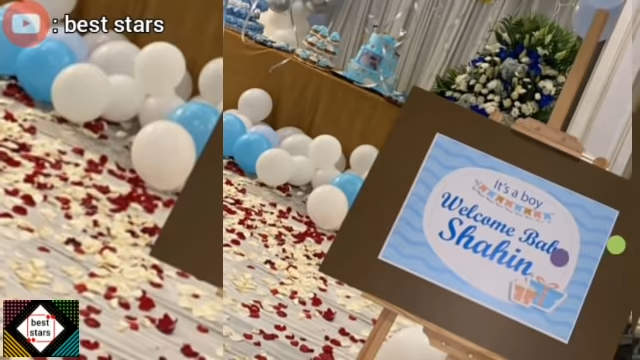 : best stars
It's a boy
Welcome Baby
Shahin
best
stars